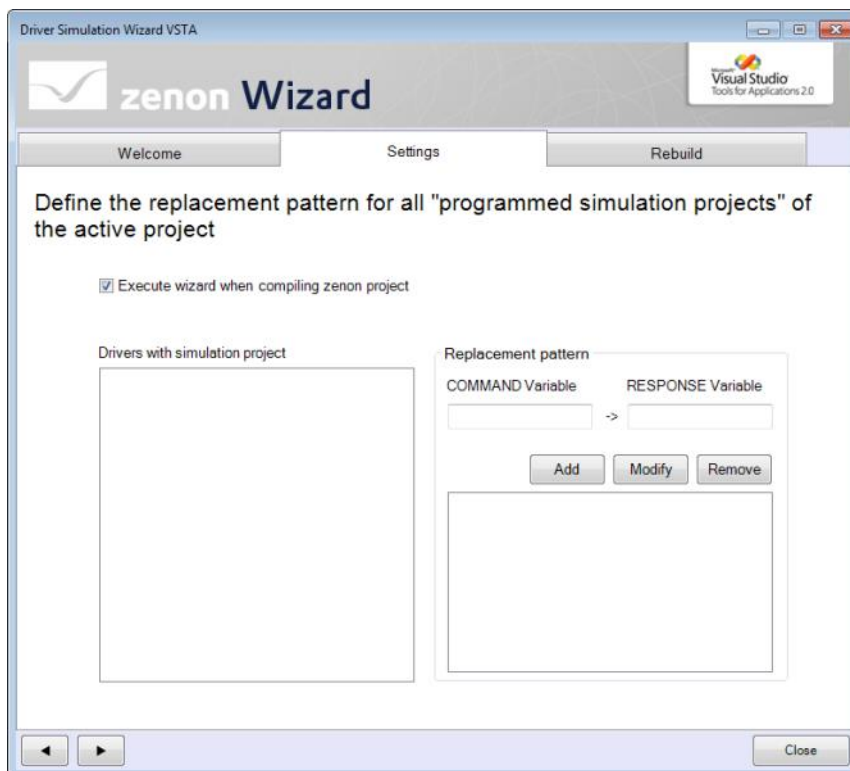 Driver Simulation Wizard VSTA
zenon Wizard
Microsoft
Visual Studio
Tools for Applications 2.0
Welcome
Settings
Rebuild
Define the replacement pattern for all "programmed simulation projects" of
the active project
Execute wizard when compiling zenon project
Drivers with simulation project
Replacement pattern
COMMAND Variable
RESPONSE Variable
->
Add
Modify
Remove
Close